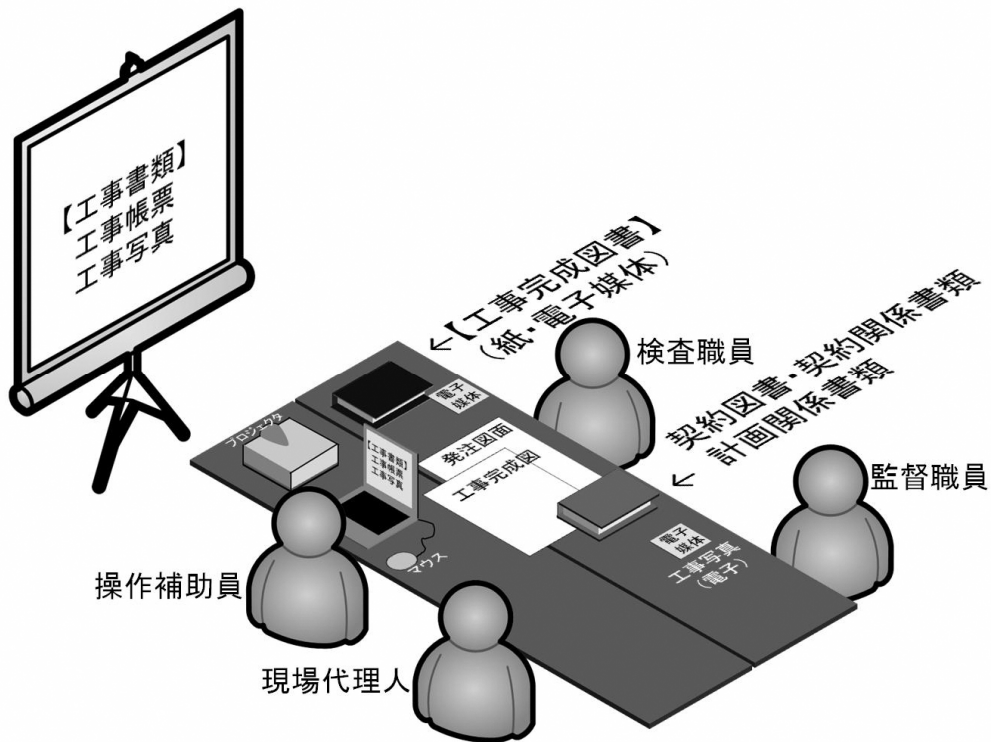 【工事書類】
工事帳票
工事写真
←【工事完成図書】
(紙・電子媒体)
検査職員
契約図書・契約関係書類
計画関係書類
←
監督職員
電子
媒体
プロジェクタ
【工事書類】
工事帳票
工事写真
発注図面
工事完成図
電子
媒体
工事写真
(電子)
マウス
操作補助員
現場代理人